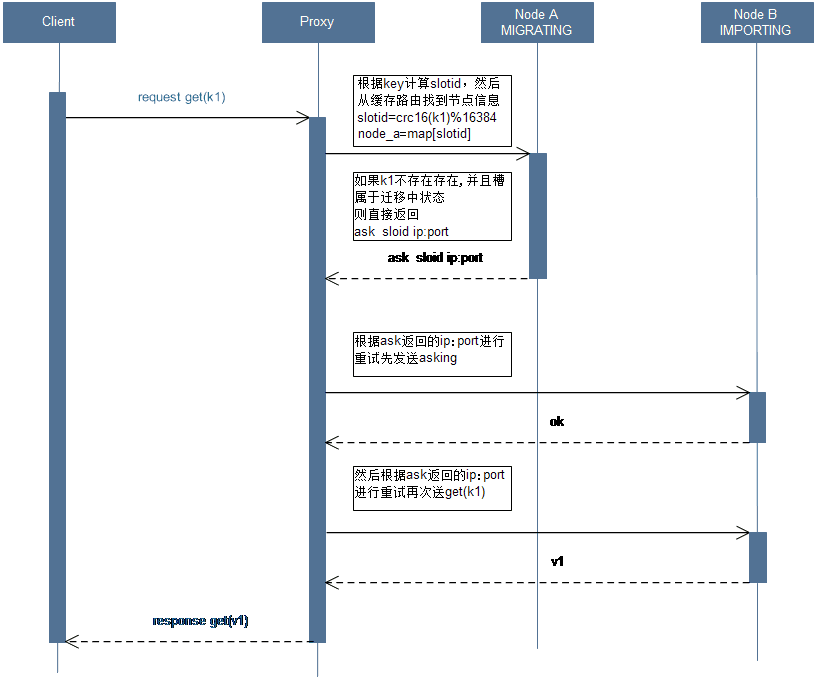 Client
Proxy
Node A
MIGRATING
Node B
IMPORTING
request get(k1)
根据key计算slotid，然后
从缓存路由找到节点信息
slotid=crc16(k1)%16384
node_a=map[slotid]
如果k1不存在存在,并且槽
属于迁移中状态
则直接返回
ask sloid ip:port
ask sloid ip:port
根据ask返回的ip:port进行
重试先发送asking
ok
然后根据ask返回的ip:port
进行重试再次送get(k1)
v1
response get(v1)